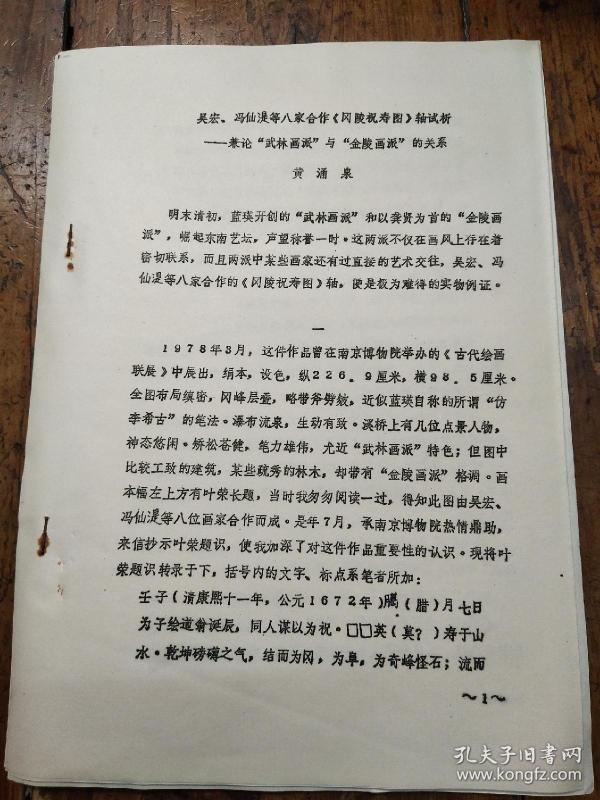 吴宏、冯仙湜等八家合作《冈陵祝寿图》轴试析
——兼论“武林画派”与“金陵画派”的关系
黄涌泉
明末清初，蓝瑛开创的“武林画派”和以龚贤为首的“金陵画
派”，崛起东南艺坛，声望称誉一时。这两派不仅在画风上存在着
密切联系，而且两派中某些画家还有过直接的艺术交往，吴宏、冯
仙湜等八家合作的《冈陵祝寿图》轴，便是极为难得的实物例证。
一
1978年3月，这件作品曾在南京博物院举办的《古代绘画
联展》中展出，绢本，设色，纵226．9厘米，横98．5厘米。
全图布局缜密，冈峰层叠，略带斧劈皴，近似蓝瑛自称的所谓“仿
李希古”的笔法。瀑布流泉，生动有致。溪桥上有几位点景人物，
神态悠闲。矫松苍健，笔力雄伟，尤近“武林画派”特色；但图中
比较工致的建筑，某些疏秀的林木，却带有“金陵画派”格调。画
本幅左上方有叶荣长题，当时我匆匆阅读一过，得知此图由吴宏、
冯仙湜等八位画家合作而成。是年7月，承南京博物院热情鼎助，
来信抄示叶荣题识，使我加深了对这件作品重要性的认识。现将叶
荣题识转录于下，括号内的文字、标点系笔者所加：
壬子（清康熙十一年，公元1672年）臈（腊）月七日
为子绘道翁诞辰，同人谋以为祝。□□英（莫？）寿于山
水。乾坤磅礴之气，结而为冈，为阜，为奇峰怪石；流而
～1～
孔夫子旧书网
www.kongfz.com